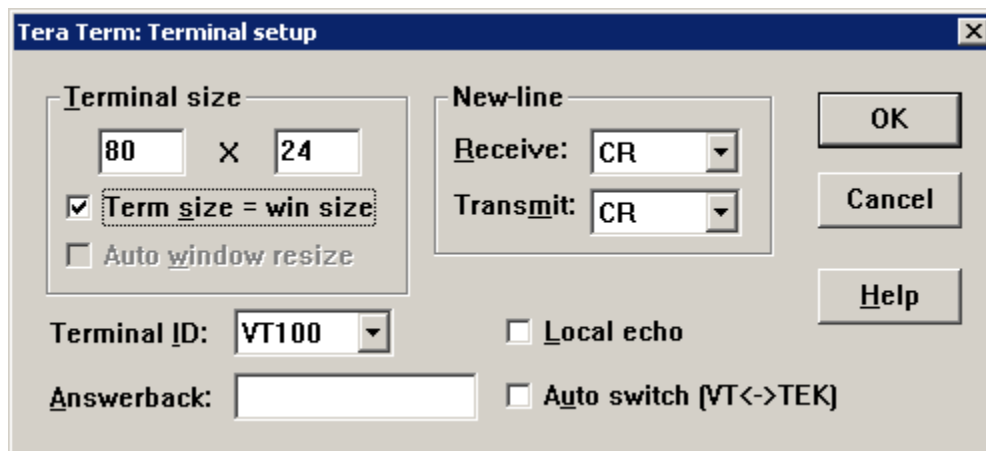 Tera Term: Terminal setup
Terminal size
80 X 24
Term size = win size
Auto window resize
New-line
Receive: CR
Transmit: CR
OK
Cancel
Help
Terminal ID: VT100
Local echo
Answerback:
Auto switch (VT<->TEK)